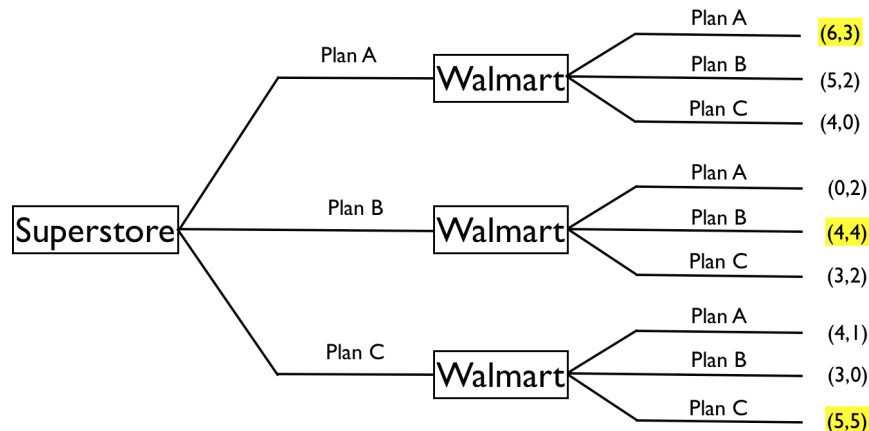 Plan A
(6,3)
Plan A
Walmart
Plan B
(5,2)
Plan C
(4,0)
Plan A
(0,2)
Superstore
Plan B
Walmart
Plan B
(4,4)
Plan C
(3,2)
Plan A
(4,1)
Plan C
Walmart
Plan B
(3,0)
Plan C
(5,5)